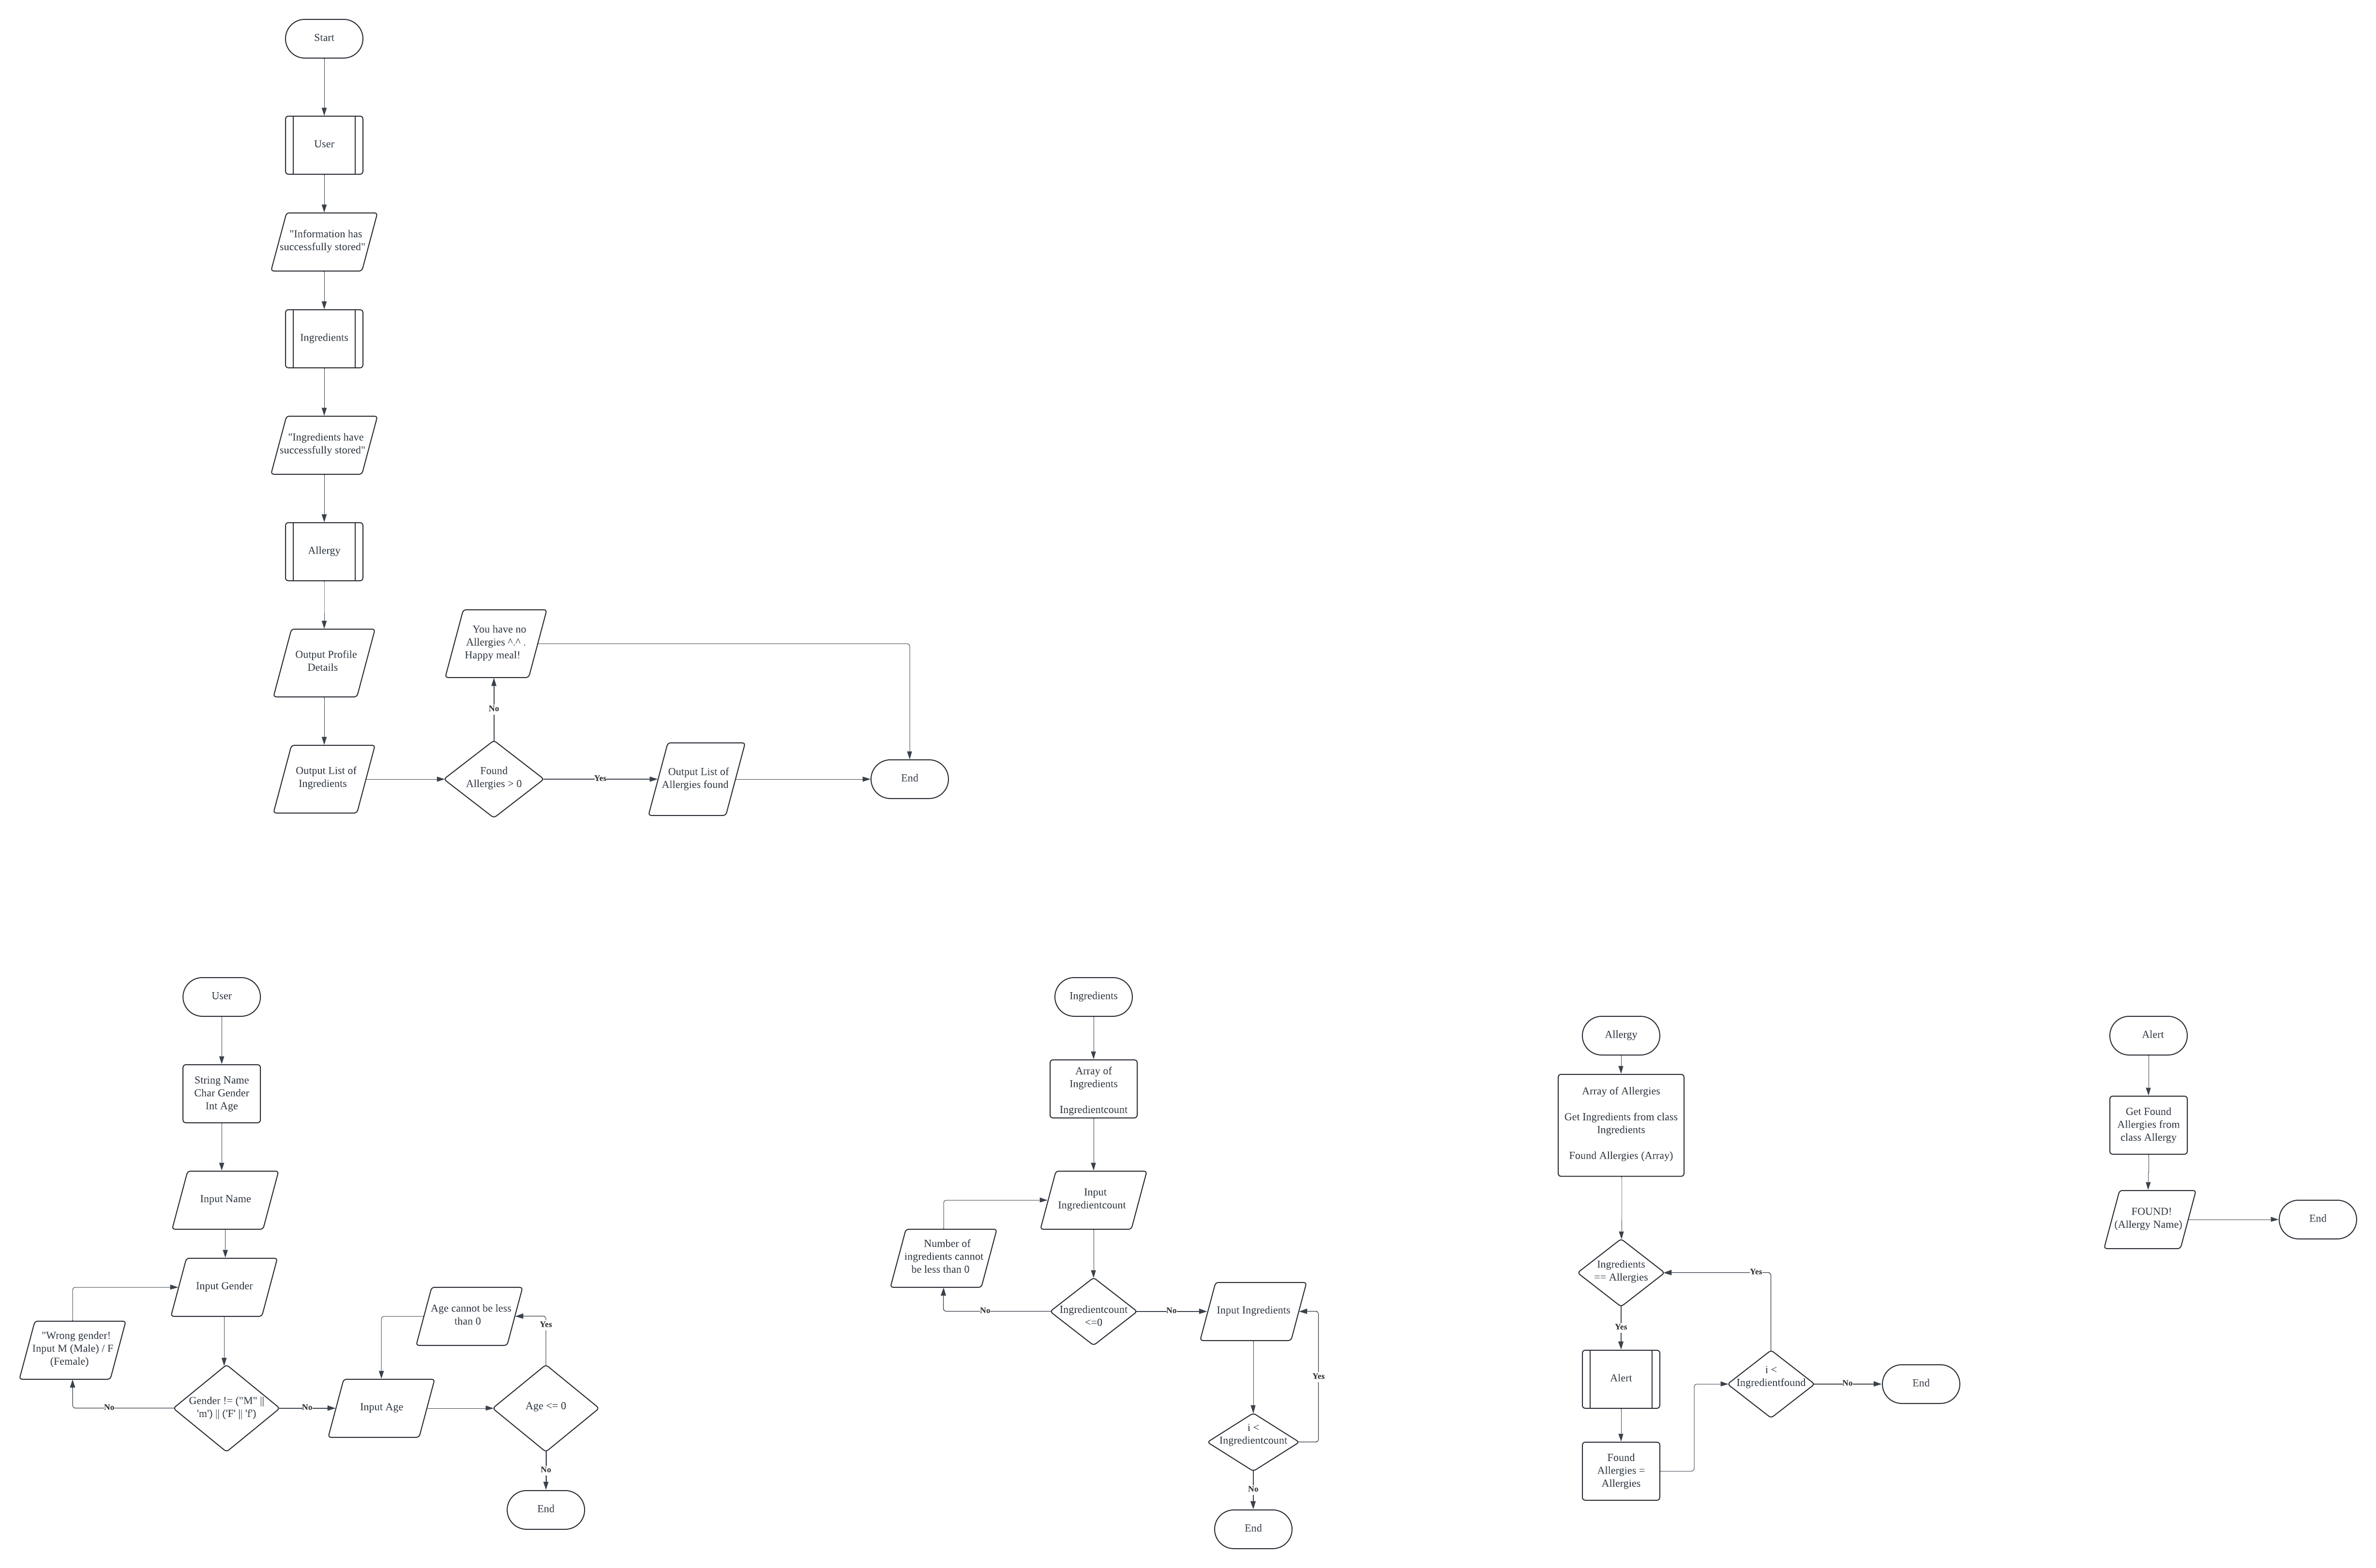 Start
User
"Information has
successfully stored"
Ingredients
"Ingredients have
successfully stored"
Allergy
Output Profile
Details
Output List of
Ingredients
Found
Allergies > 0
No
You have no
Allergies ^.^ .
Happy meal!
Yes
Output List of
Allergies found
End
User
String Name
Char Gender
Int Age
Input Name
Input Gender
"Wrong gender!
Input M (Male) / F
(Female)
No
Gender != ("M" ||
'm') || ('F' || 'f')
No
Input Age
Age cannot be less
than 0
Yes
Age <= 0
No
End
Ingredients
Array of
Ingredients
Ingredientcount
Input
Ingredientcount
Number of
ingredients cannot
be less than 0
No
Ingredientcount
<=0
No
Input Ingredients
Yes
i <
Ingredientcount
No
End
Allergy
Array of Allergies
Get Ingredients from class
Ingredients
Found Allergies (Array)
Ingredients
== Allergies
Yes
Yes
Alert
i <
Ingredientfound
No
End
Found
Allergies =
Allergies
Alert
Get Found
Allergies from
class Allergy
FOUND!
(Allergy Name)
End